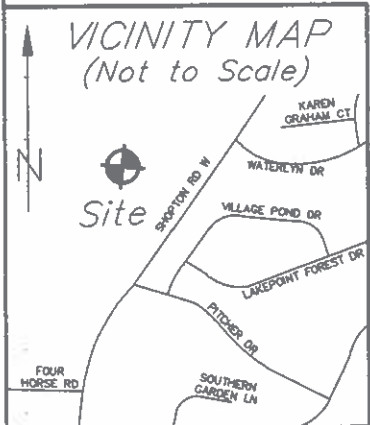 VICINITY MAP
(Not to Scale)
KAREN
GRAHAM CT
N
WATERLYN DR
Site
SHOPTON RD W
VILLAGE POND DR
LAKEPOINT FOREST DR
PITCHER DR
FOUR
HORSE RD
SOUTHERN
GARDEN LN